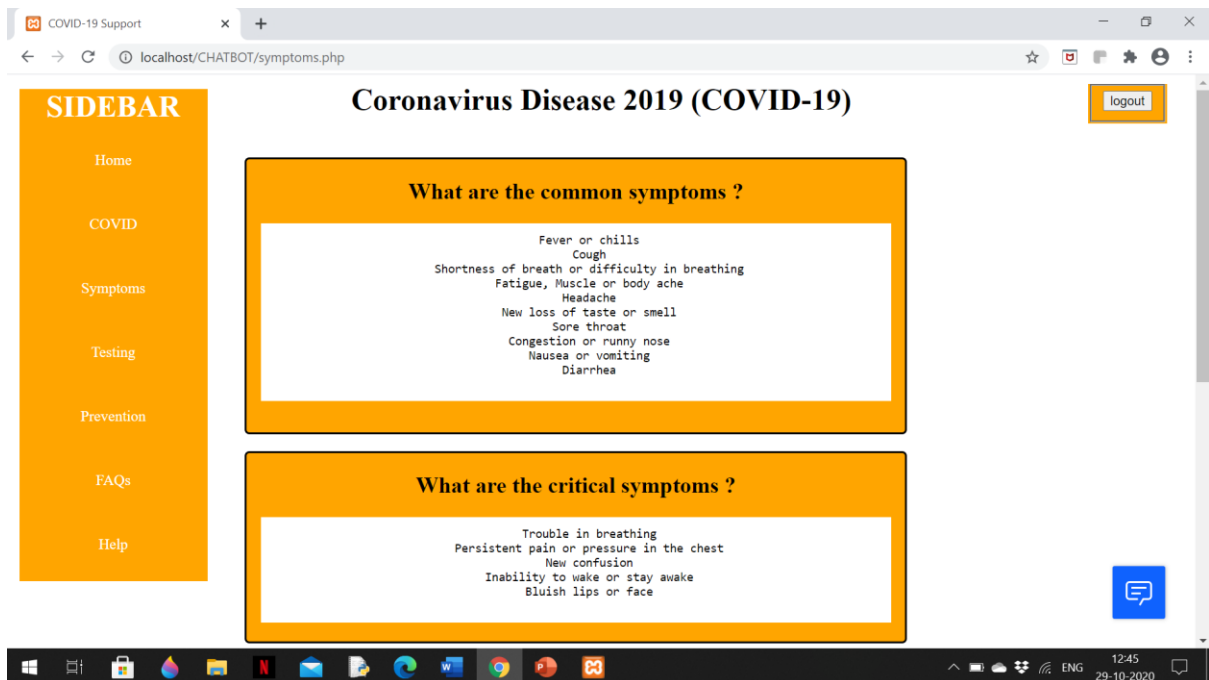 COVID-19 Support
localhost/CHATBOT/symptoms.php
SIDEBAR
Home
COVID
Symptoms
Testing
Prevention
FAQs
Help
Coronavirus Disease 2019 (COVID-19)
logout
What are the common symptoms ?
Fever or chills
Cough
Shortness of breath or difficulty in breathing
Fatigue, Muscle or body ache
Headache
New loss of taste or smell
Sore throat
Congestion or runny nose
Nausea or vomiting
Diarrhea
What are the critical symptoms ?
Trouble in breathing
Persistent pain or pressure in the chest
New confusion
Inability to wake or stay awake
Bluish lips or face
ENG
12:45
29-10-2020